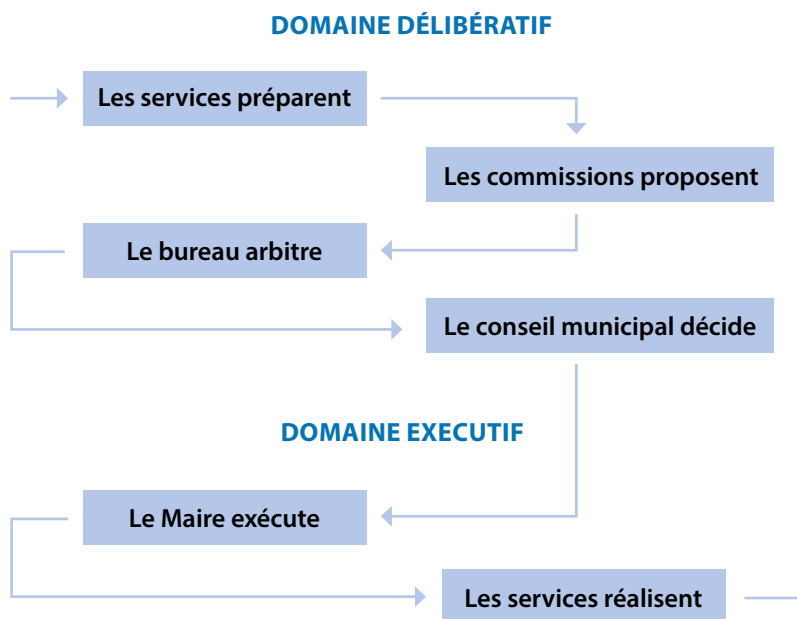 DOMAINE DÉLIBÉRATIF
Les services préparent
Les commissions proposent
Le bureau arbitre
Le conseil municipal décide
DOMAINE EXECUTIF
Le Maire exécute
Les services réalisent